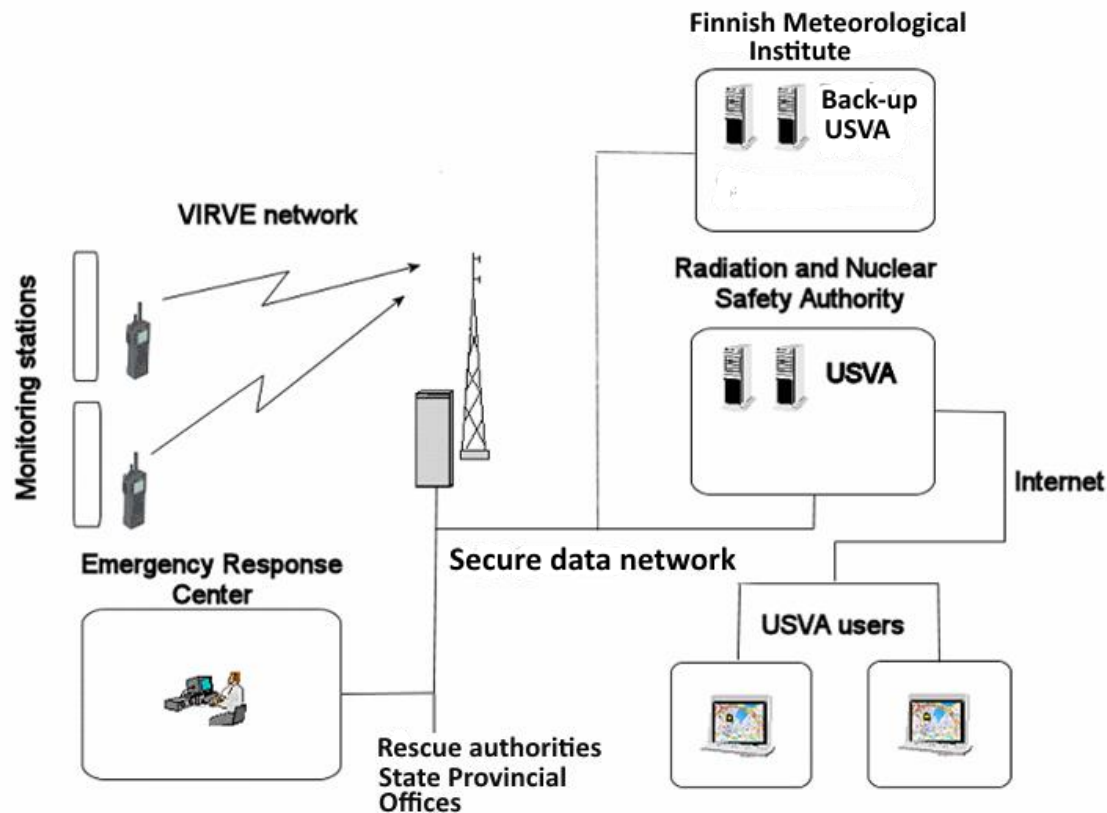 Finnish Meteorological
Institute
Back-up
USVA
VIRVE network
Monitoring stations
Radiation and Nuclear
Safety Authority
USVA
Internet
Secure data network
Emergency Response
Center
USVA users
Rescue authorities
State Provincial
Offices